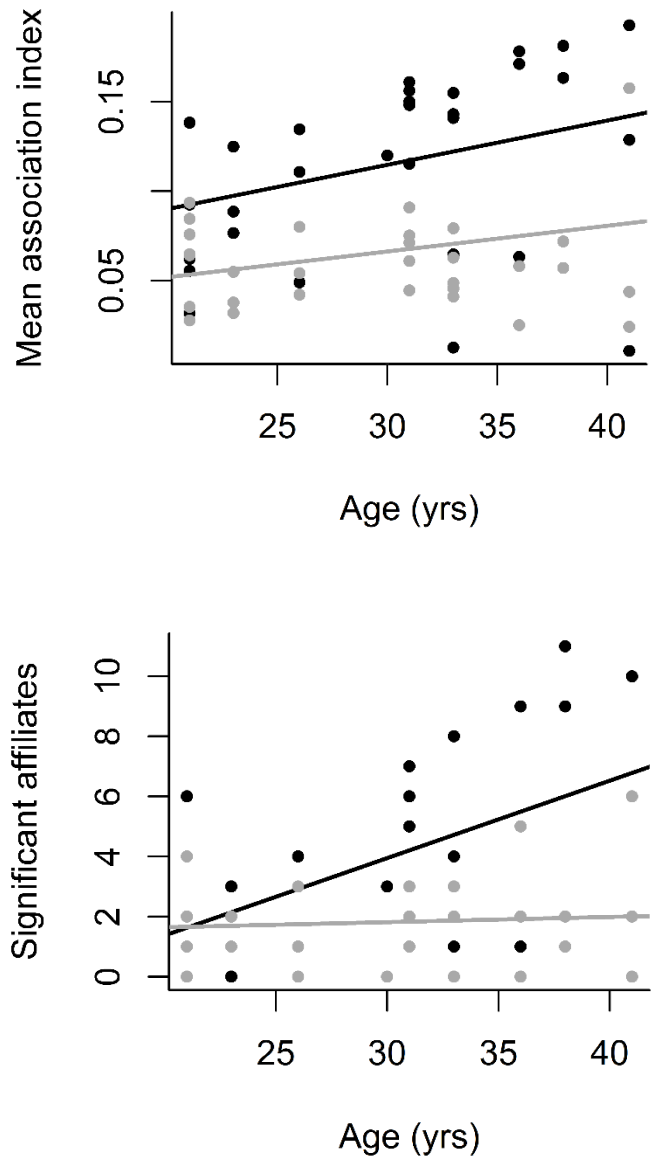 Mean association index
0.15
0.05
25 30 35 40
Age (yrs)
Significant affiliates
10
8
6
4
2
0
25 30 35 40
Age (yrs)